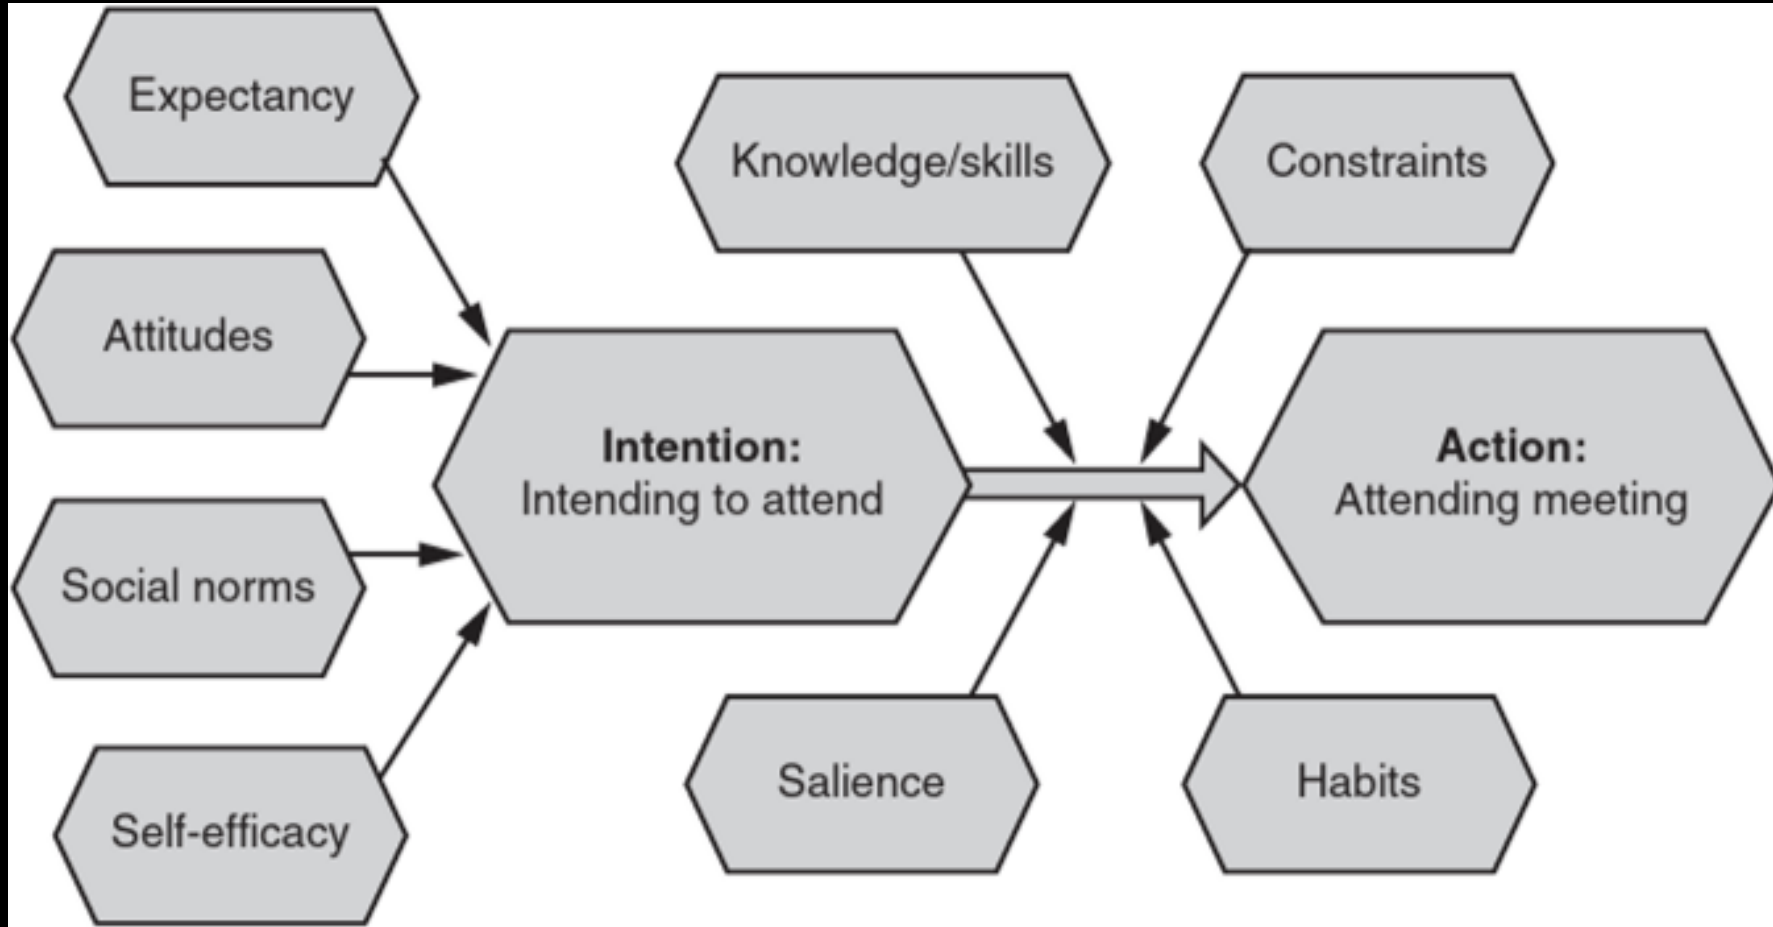 Expectancy
Attitudes
Social norms
Self-efficacy
Intention:
Intending to attend
Knowledge/skills
Constraints
Salience
Habits
Action:
Attending meeting